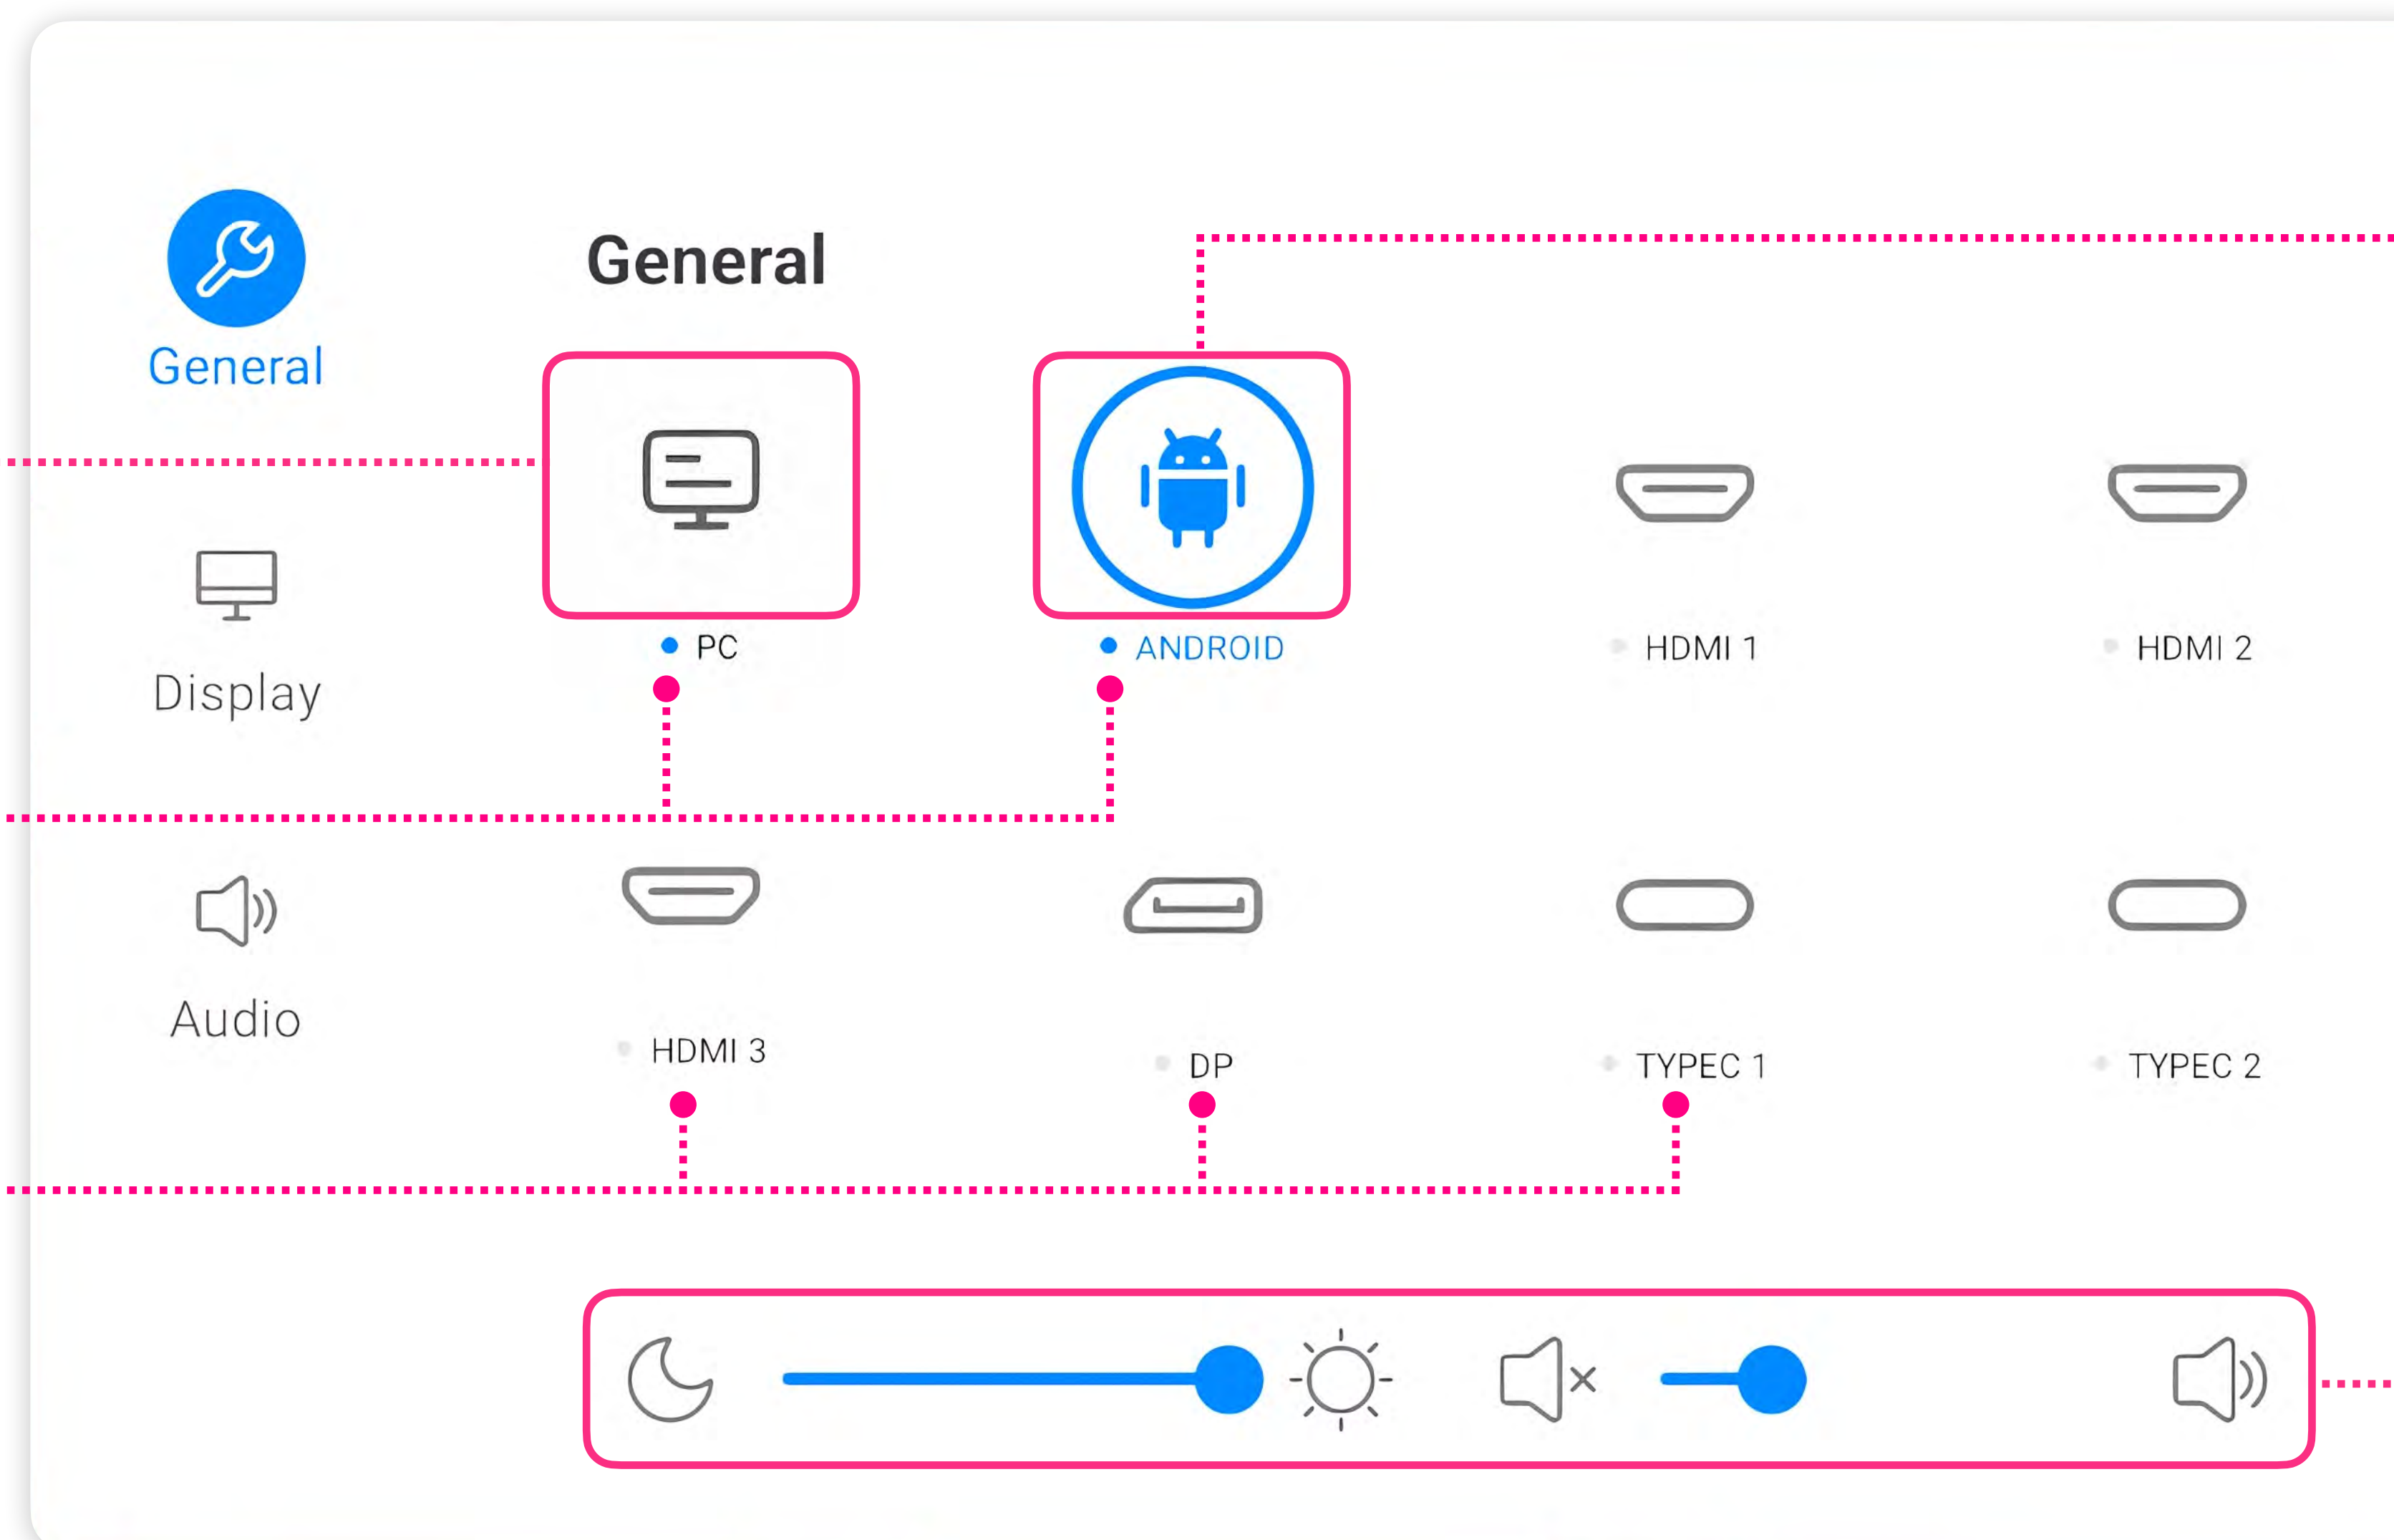 General
General
PC
ANDROID
HDMI 1
HDMI 2
Display
Audio
HDMI 3
DP
TYPEC 1
TYPEC 2